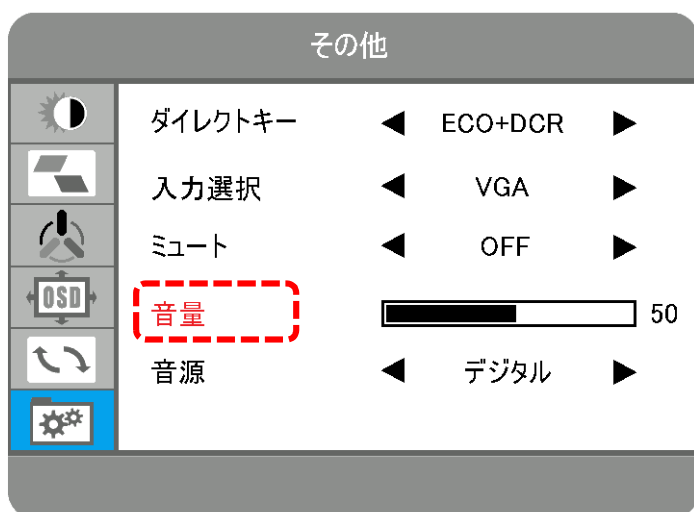 その他
ダイレクトキー ECO+DCR
入力選択 VGA
ミュート OFF
OSD
音量 50
音源 デジタル